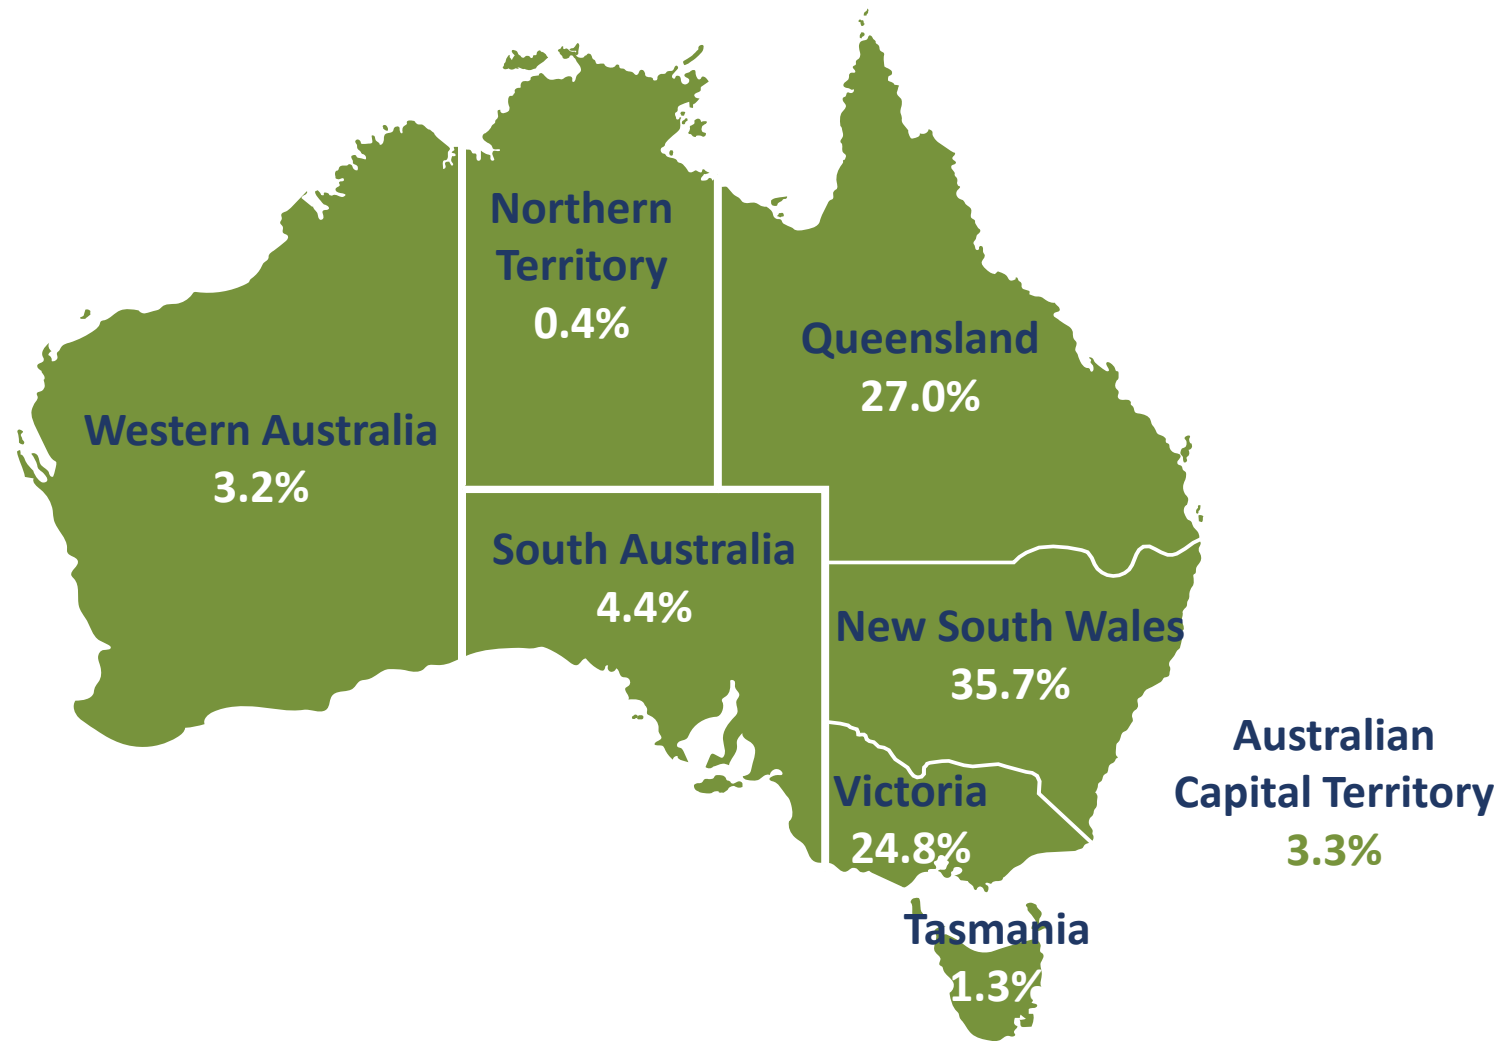 Northern
Territory
0.4%
Queensland
27.0%
Western Australia
3.2%
South Australia
4.4%
New South Wales
35.7%
Australian
Capital Territory
3.3%
Victoria
24.8%
Tasmania
1.3%